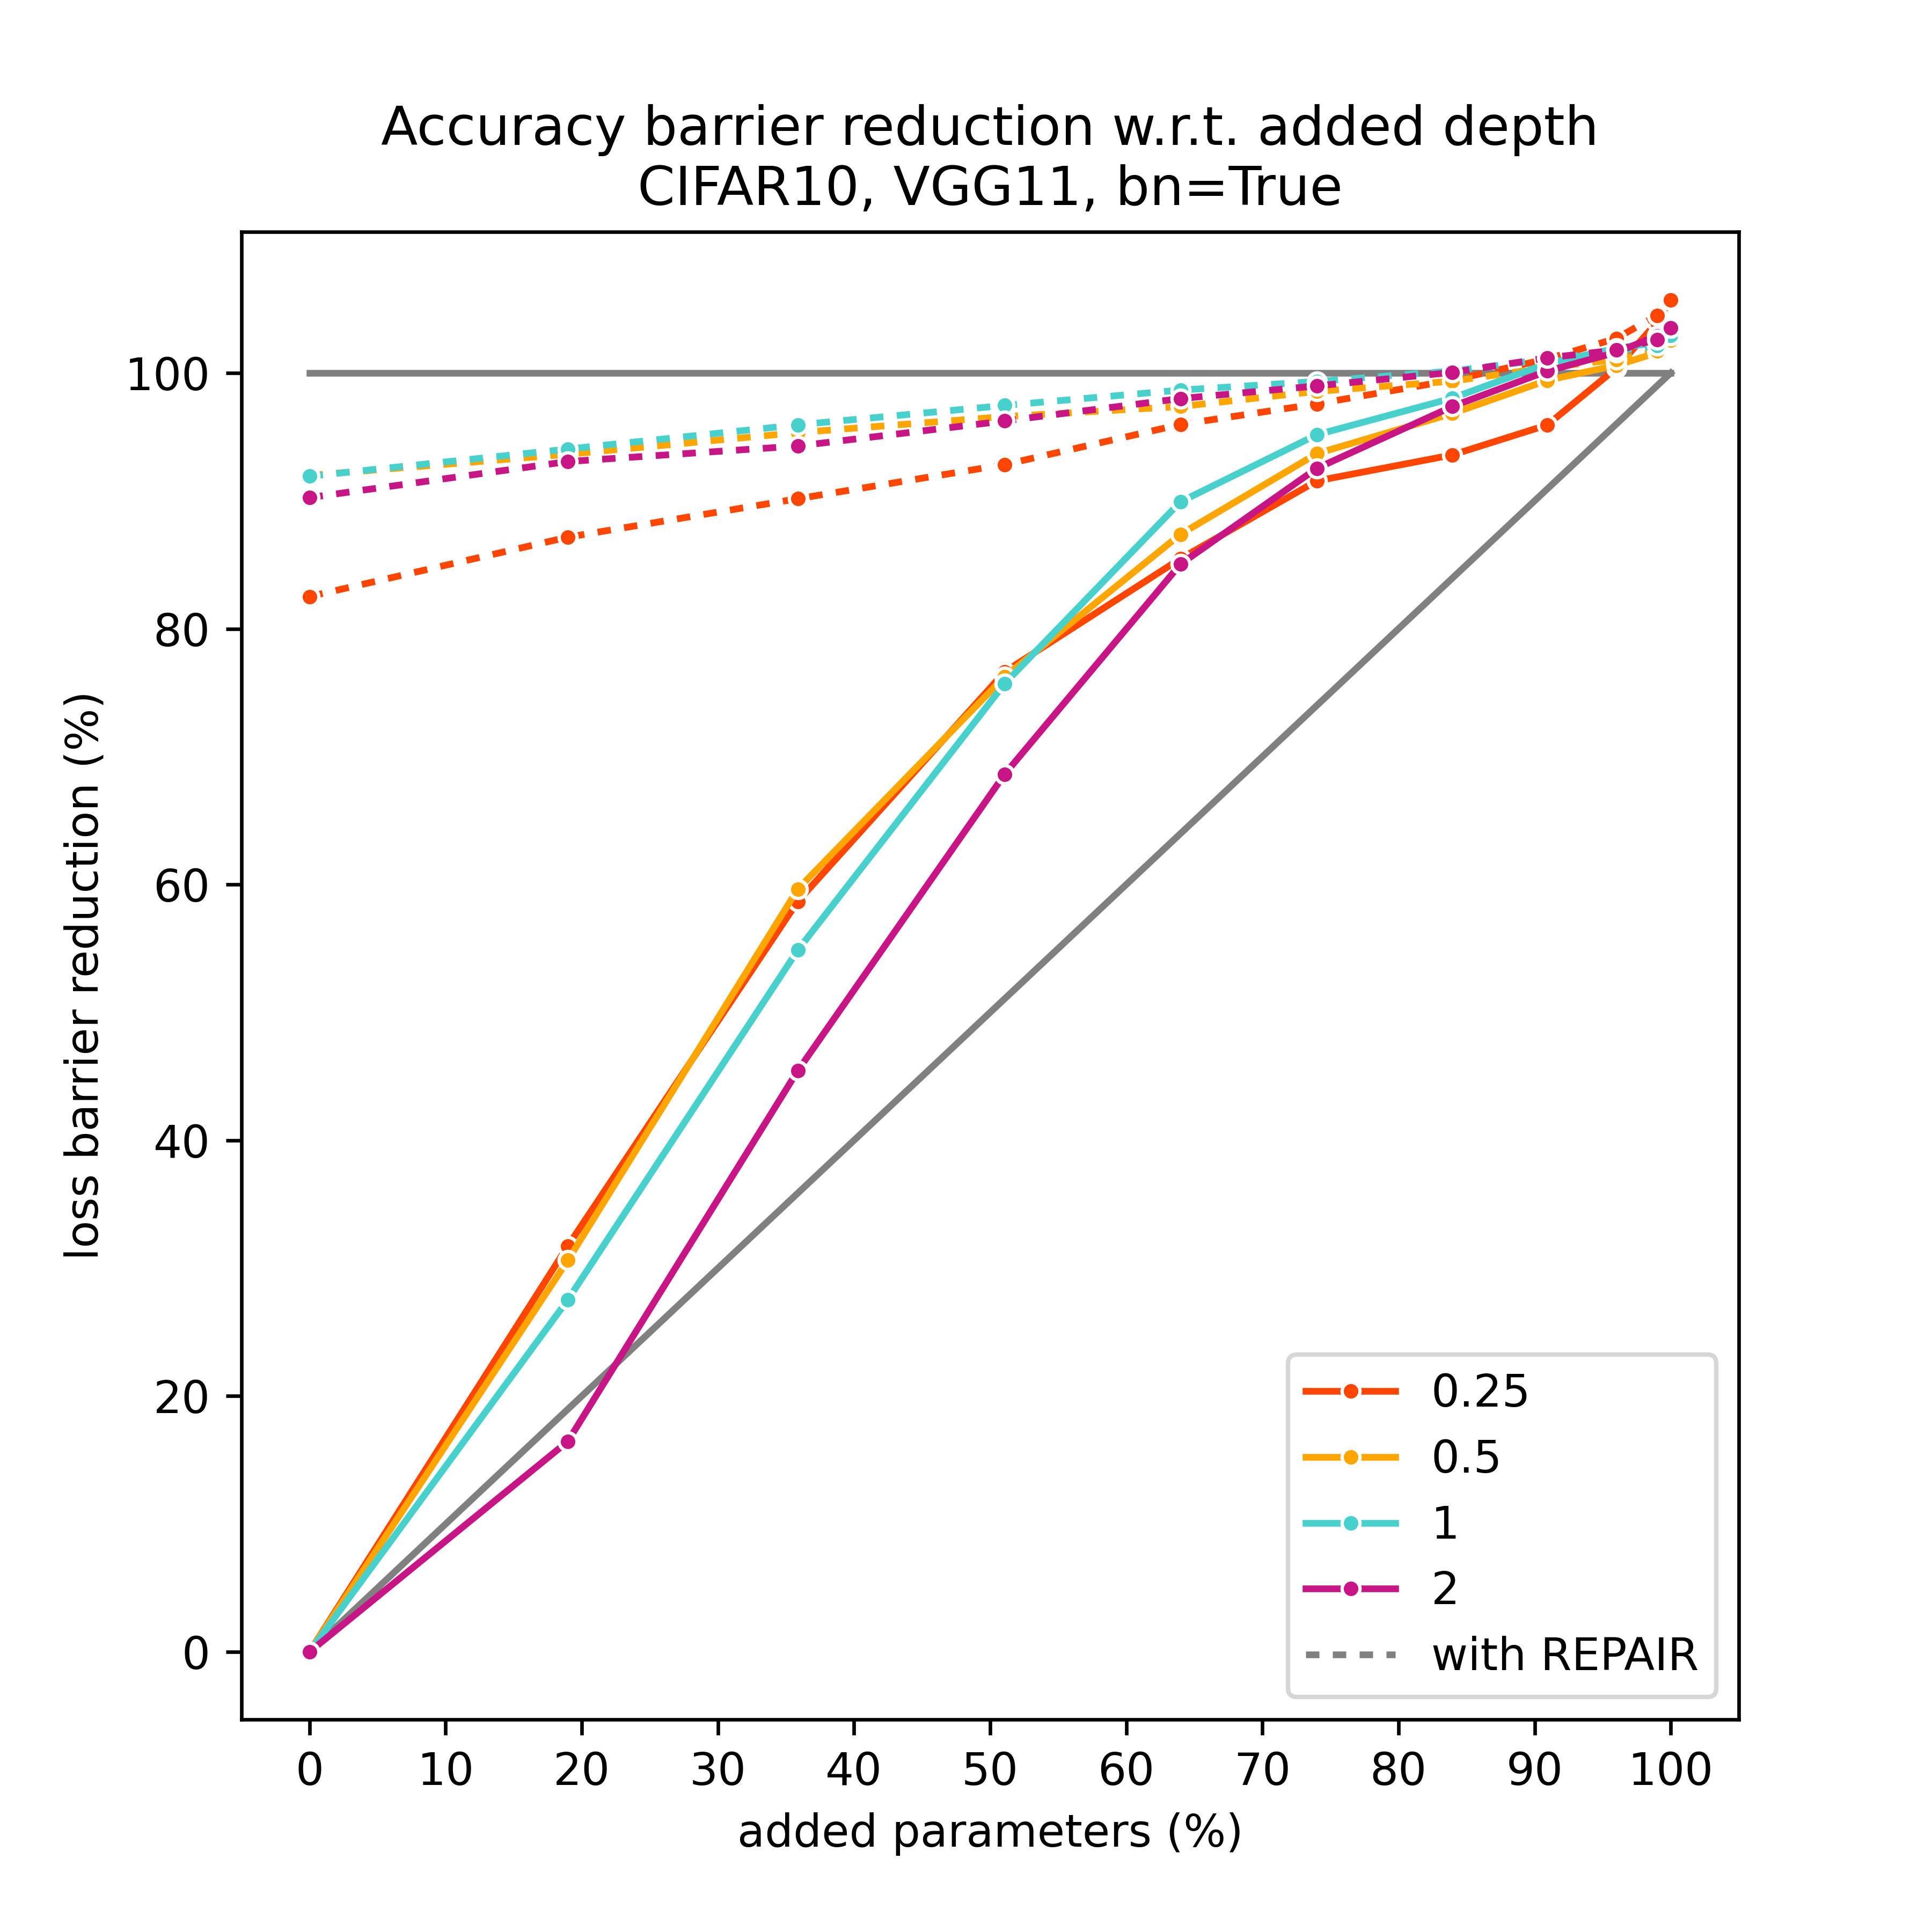 Accuracy barrier reduction w.r.t. added depth
CIFAR10, VGG11, bn=True
loss barrier reduction (%)
100
80
60
40
20
0
0.25
0.5
1
2
with REPAIR
0 10 20 30 40 50 60 70 80 90 100
added parameters (%)